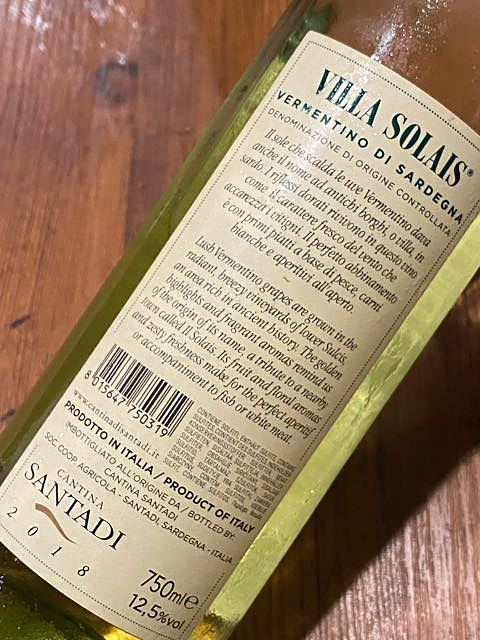 VILLA SOLAIS®
VERMENTINO DI SARDEGNA
DENOMINAZIONE DI ORIGINE CONTROLLATA
Il sole che scalda le uve Vermentino dava
anche il nome ad antichi borghi, e villa, in
sardo. I riflessi dorati rivivono in questo vino
come il carattere fresco del vento che
accarezza i vitigni. Il perfetto abbinamento
è con primi piatti a base di pesce, carni
bianche e aperitivi all'aperto.
~
Lush Vermentino grapes are grown in the
radiant, breezy vineyards of lower Sulcis,
an area rich in ancient history. The golden
highlights and fragrant aromas remind us
of the origin of its name, a tribute to a nearby
town called Il Solais. Its fruit and floral aromas
and zesty freshness make for the perfect aperitif
or accompaniment to fish or white meat.
8 015647 750319
www.cantinadisantadi.it
CONTIENE SOLFITI, ENTHÄLT SULFITE, CONTAINS
PRODOTTO IN ITALIA / PRODUCT OF ITALY
IMBOTTIGLIATO ALL'ORIGINE DA / BOTTLED BY:
CANTINA SANTADI
SOC. COOP. AGRICOLA - SANTADI, SARDEGNA - ITALIA
CANTINA
SANTADI
2018
750ml e
12,5%vol